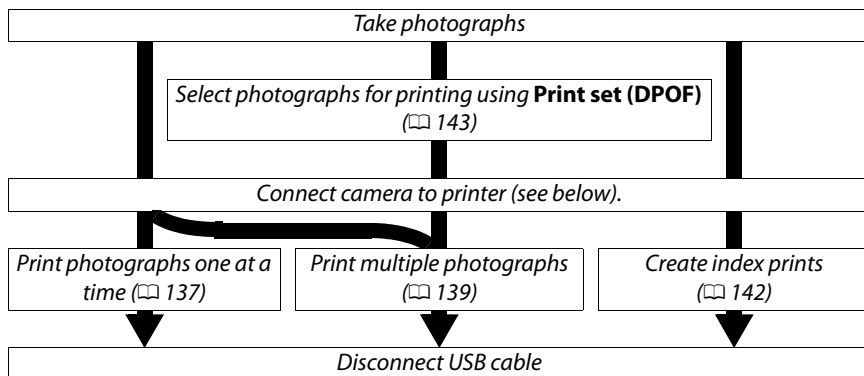 Take photographs
Select photographs for printing using Print set (DPOF)
(🕮 143)
Connect camera to printer (see below).
Print photographs one at a
time (🕮 137)
Print multiple photographs
(🕮 139)
Create index prints
(🕮 142)
Disconnect USB cable